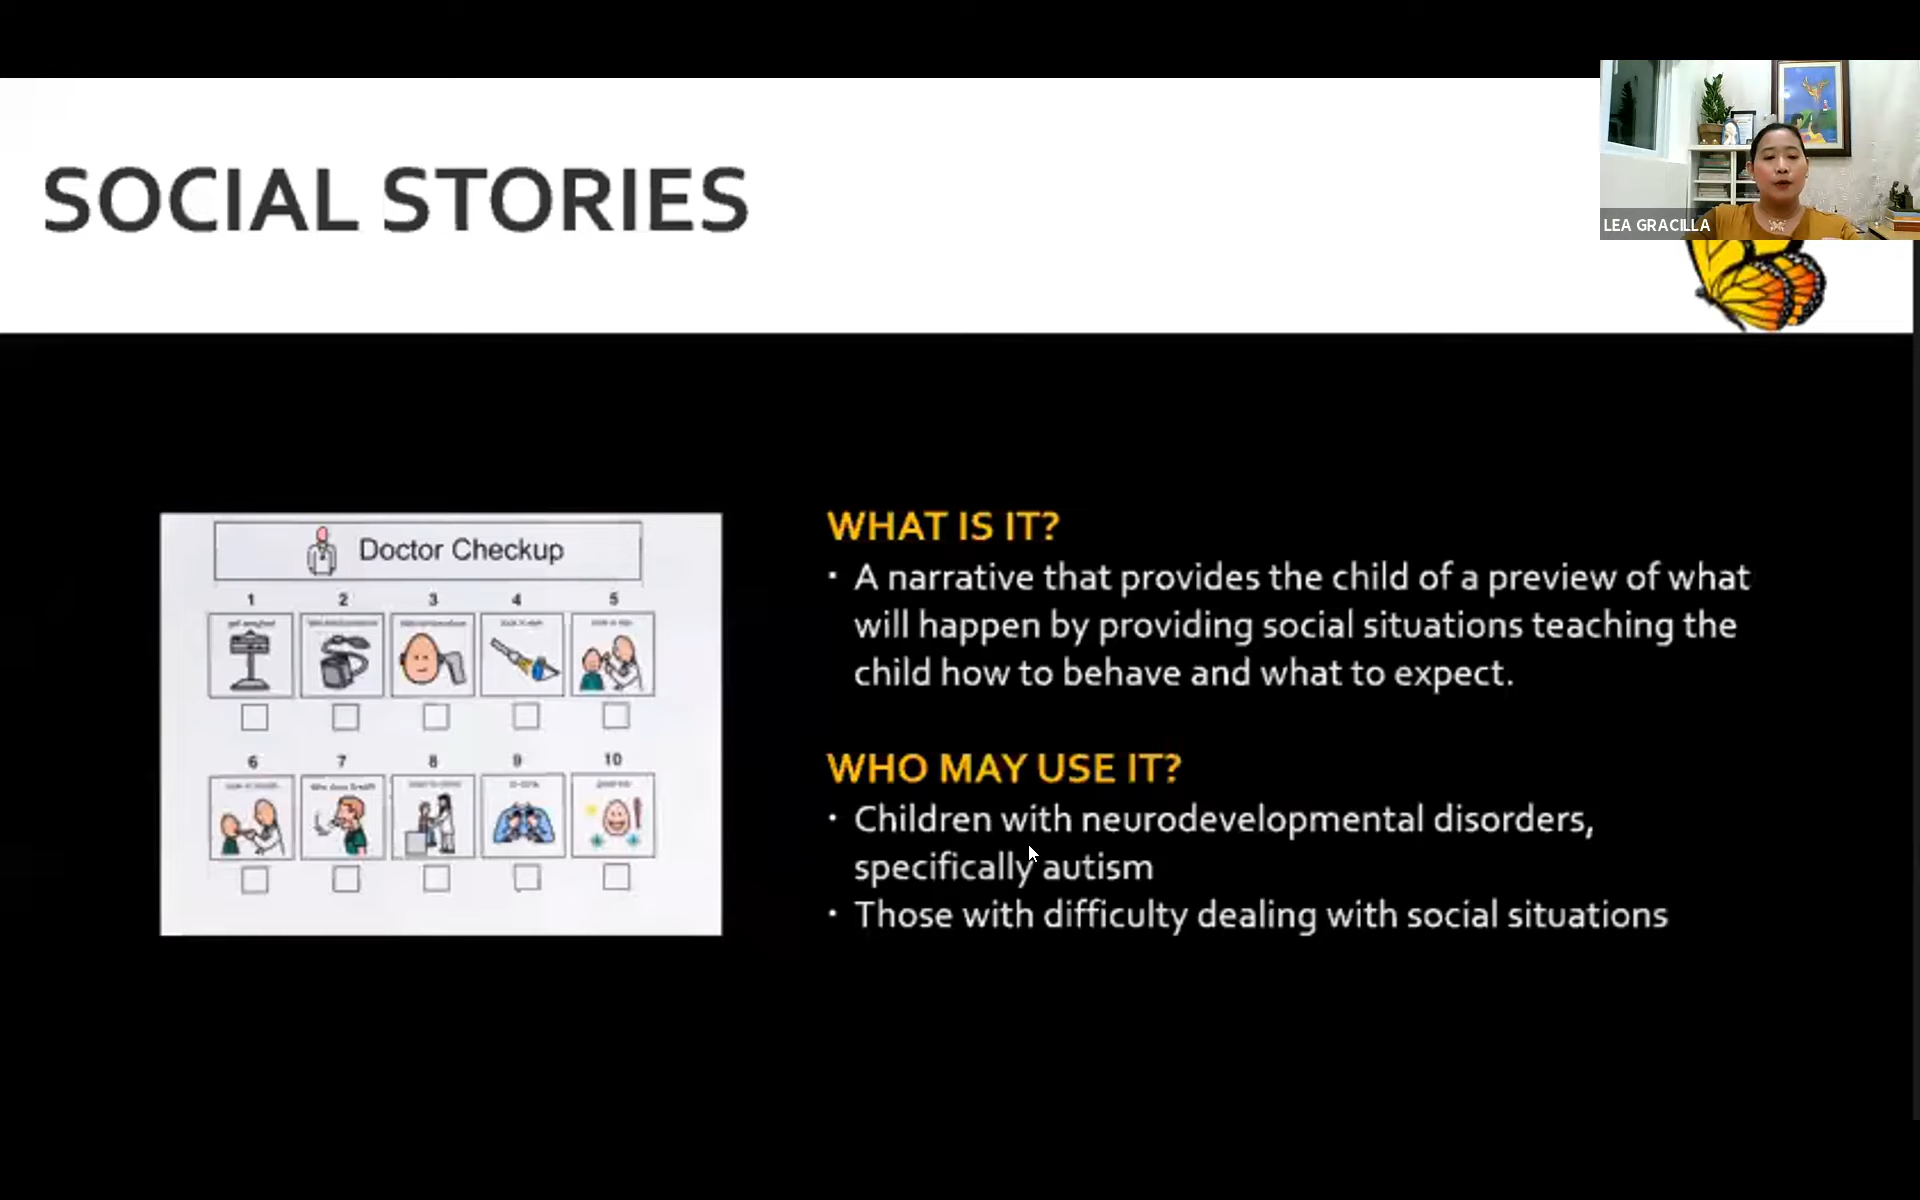 SOCIAL STORIES
LEA GRACILLA
Doctor Checkup
1 2 3 4 5
6 7 8 9 10
WHAT IS IT?
· A narrative that provides the child of a preview of what
will happen by providing social situations teaching the
child how to behave and what to expect.
WHO MAY USE IT?
· Children with neurodevelopmental disorders,
specifically autism
· Those with difficulty dealing with social situations